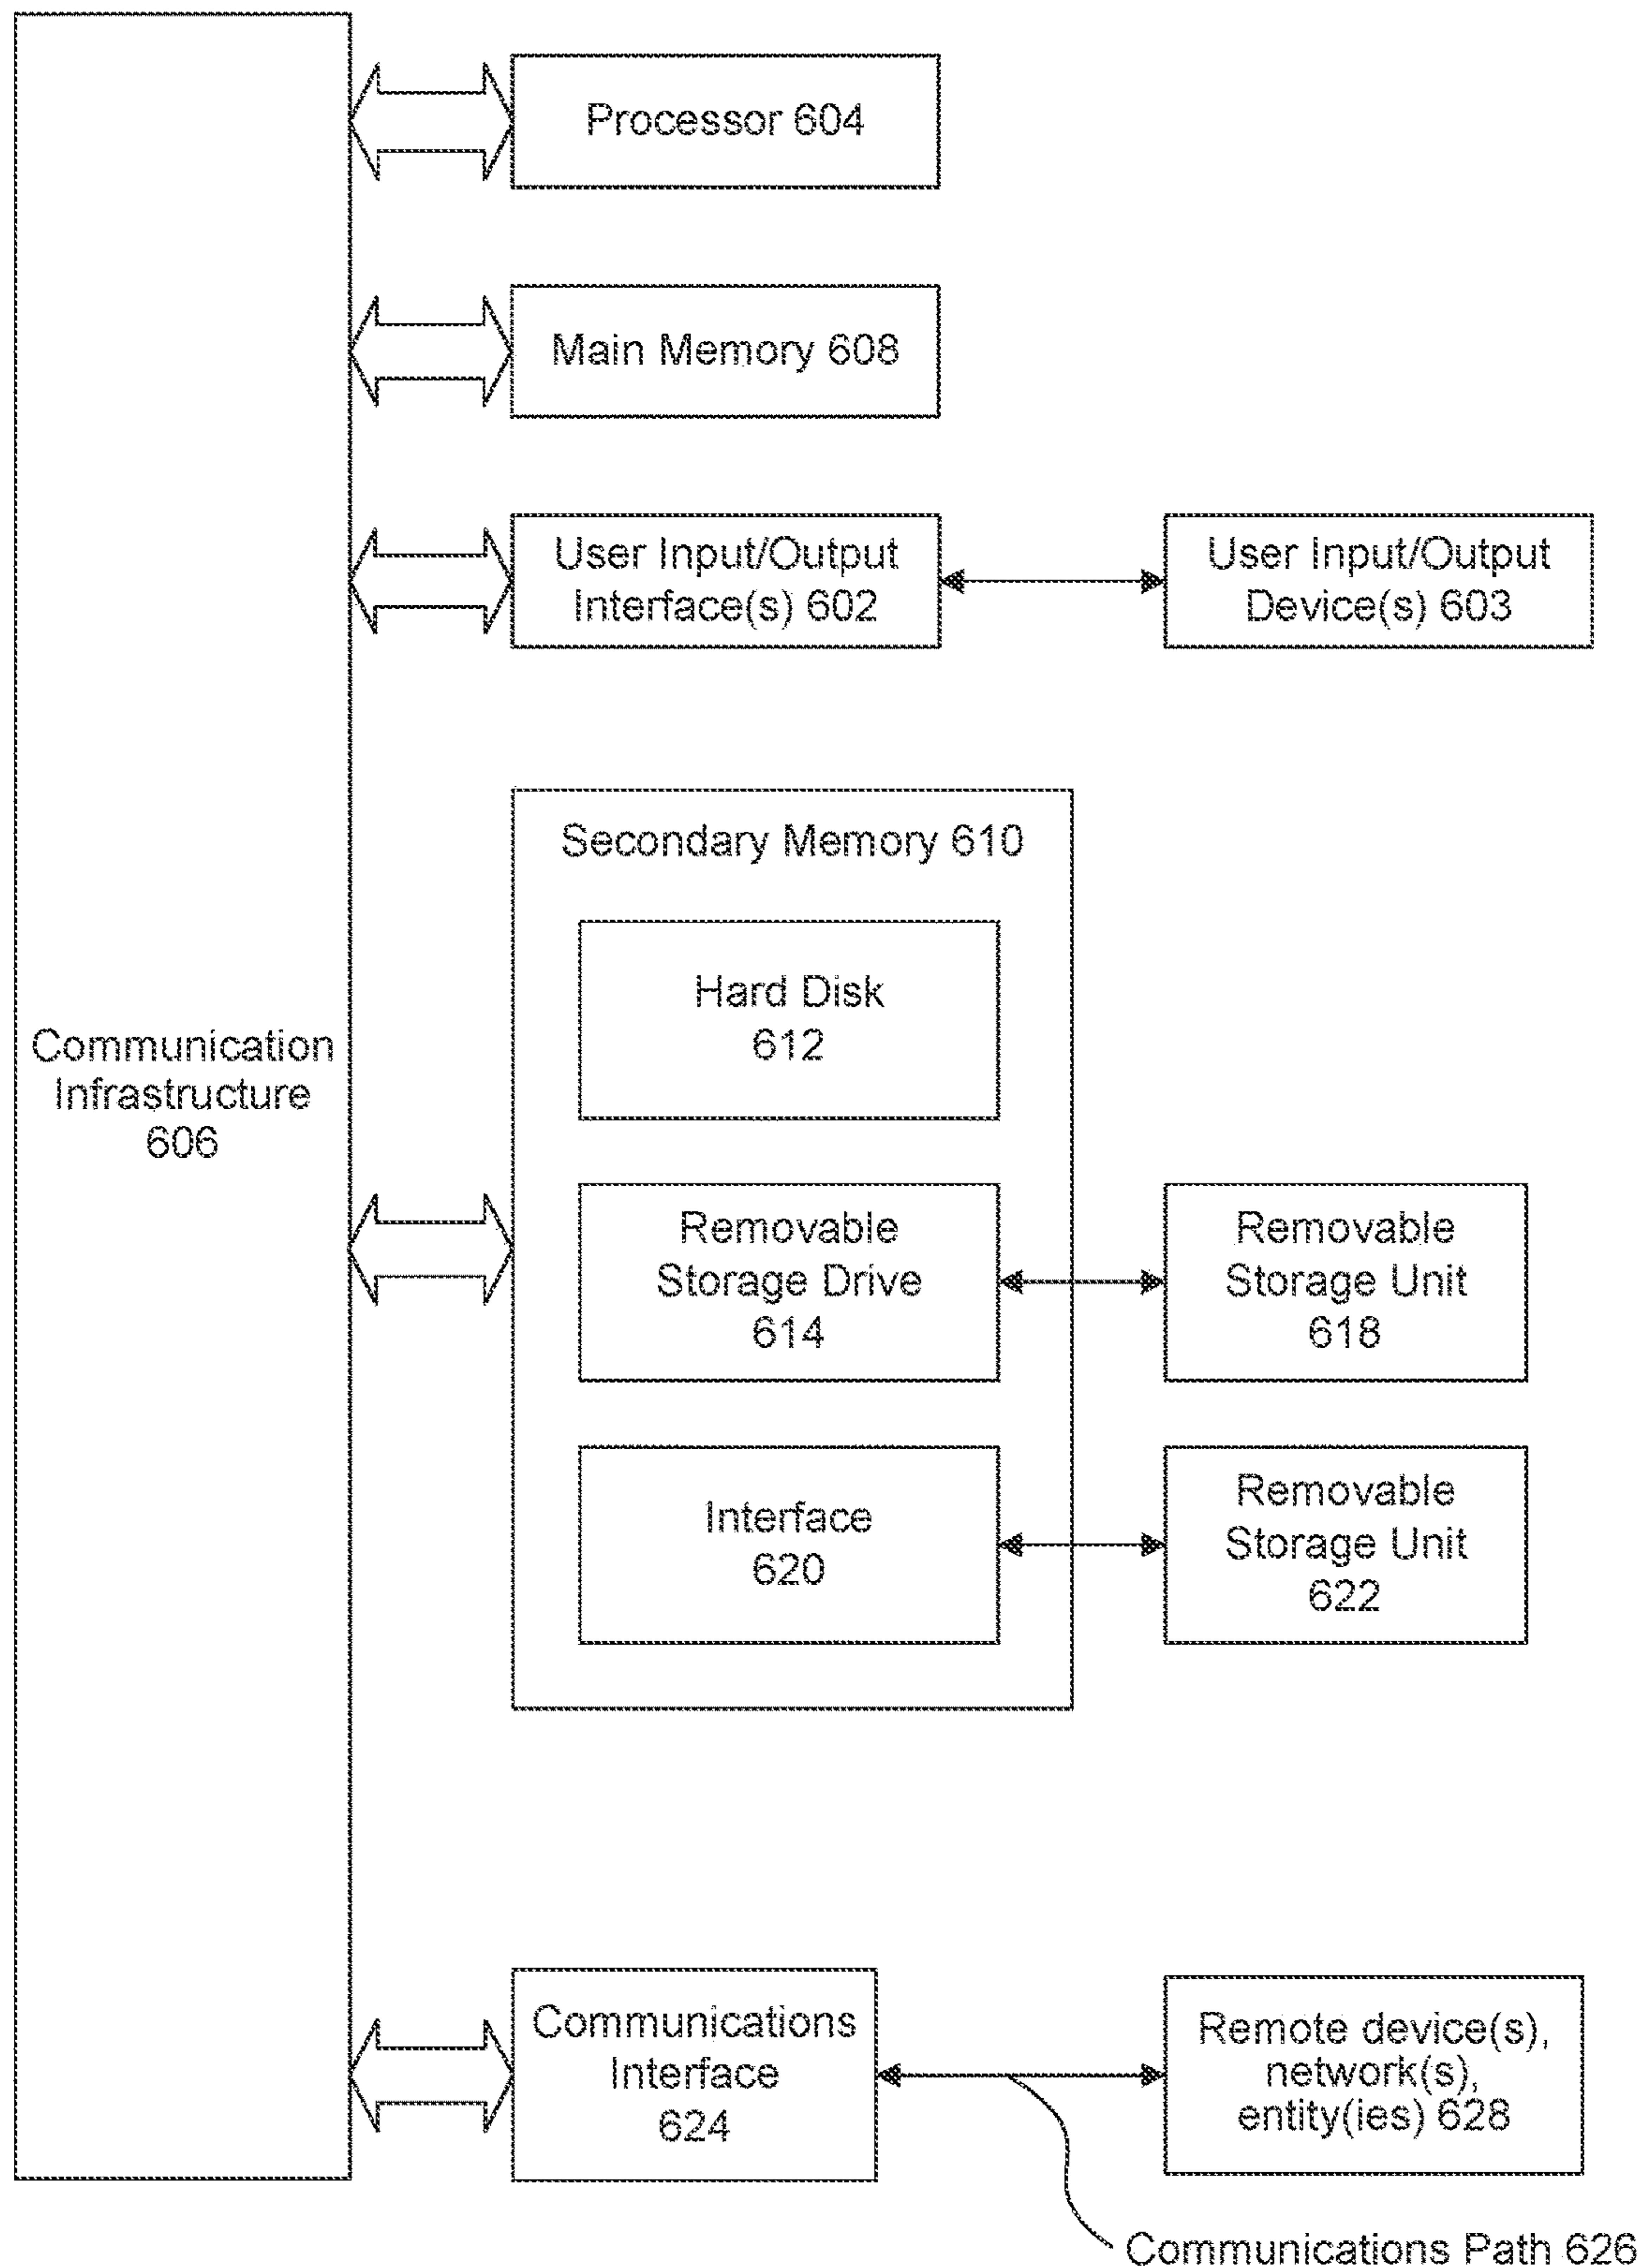 Processor 604
Main Memory 608
User Input/Output
Interface(s) 602
User Input/Output
Device(s) 603
Secondary Memory 610
Hard Disk
612
Communication
Infrastructure
606
Removable
Storage Drive
614
Removable
Storage Unit
618
Interface
620
Removable
Storage Unit
622
Communications
Interface
624
Remote device(s),
network(s),
entity(ies) 628
Communications Path 626